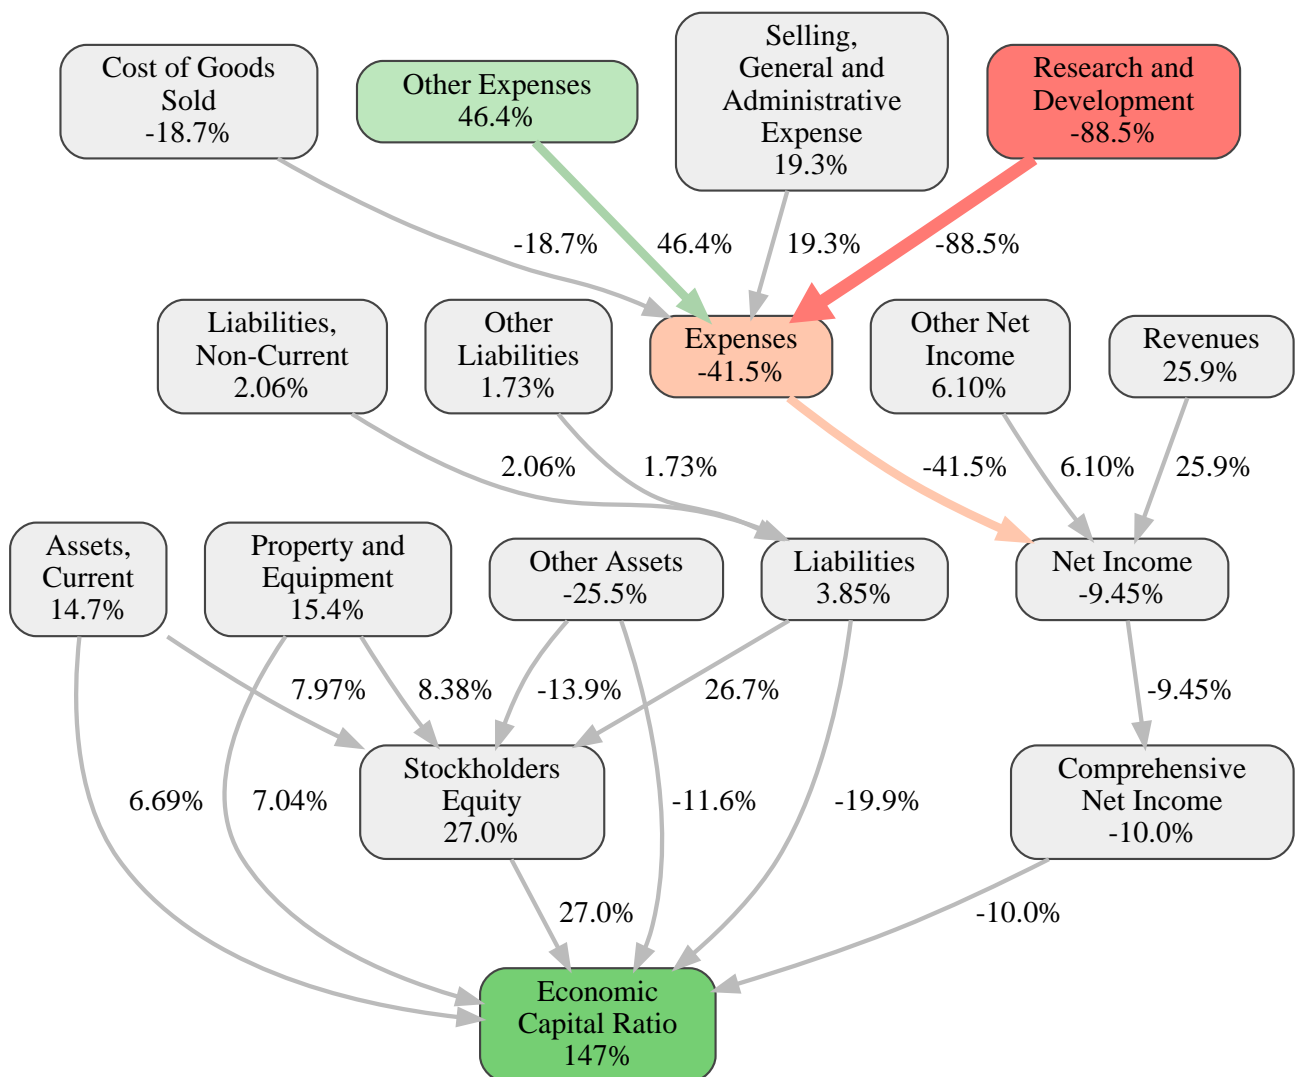 Cost of Goods
Sold
-18.7%
Other Expenses
46.4%
Selling,
General and
Administrative
Expense
19.3%
Research and
Development
-88.5%
-18.7%
46.4%
19.3%
-88.5%
Liabilities,
Non-Current
2.06%
Other
Liabilities
1.73%
Expenses
-41.5%
Other Net
Income
6.10%
Revenues
25.9%
2.06%
1.73%
-41.5%
6.10%
25.9%
Assets,
Current
14.7%
Property and
Equipment
15.4%
Other Assets
-25.5%
Liabilities
3.85%
Net Income
-9.45%
7.97%
8.38%
-13.9%
26.7%
-9.45%
Stockholders
Equity
27.0%
Comprehensive
Net Income
-10.0%
6.69%
7.04%
-11.6%
-19.9%
27.0%
-10.0%
Economic
Capital Ratio
147%